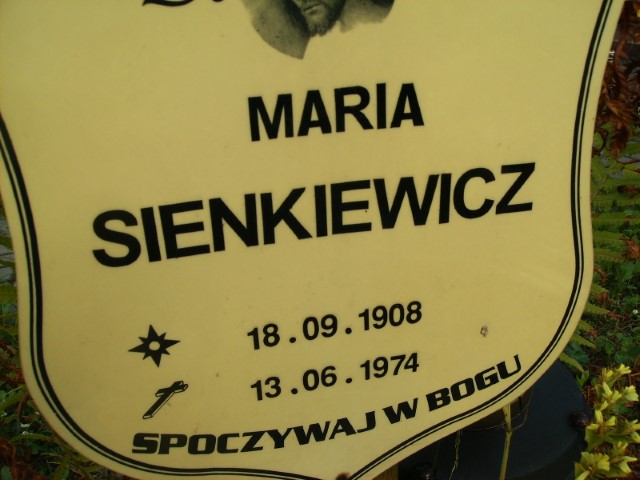 MARIA
SIENKIEWICZ
18.09.1908
13.06.1974
SPOCZYWAJ W BOGU